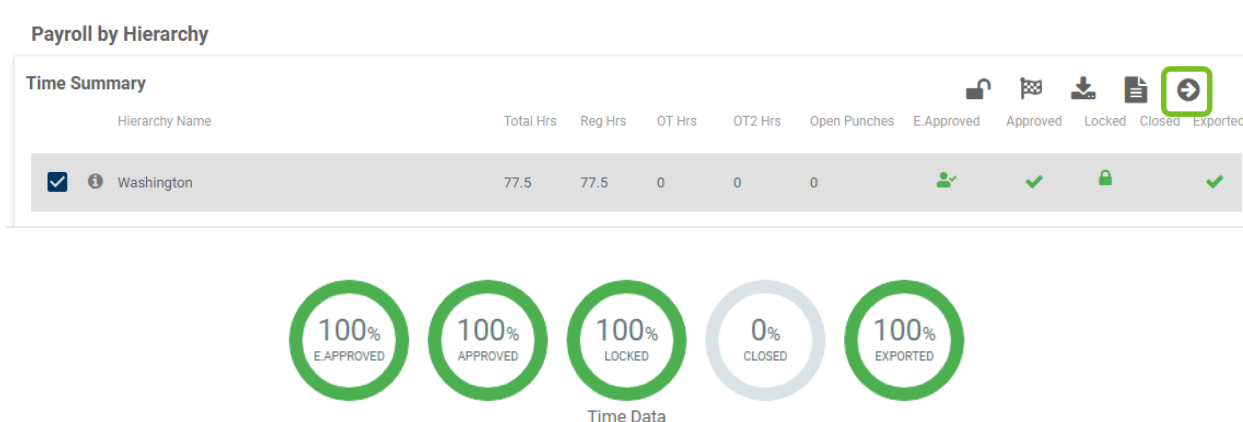 Payroll by Hierarchy
Time Summary
Hierarchy Name Total Hrs Reg Hrs OT Hrs OT2 Hrs Open Punches E.Approved Approved Locked Closed Exported
Washington 77.5 77.5 0 0 0
100% 100% 100% 0% 100%
E.APPROVED APPROVED LOCKED CLOSED EXPORTED
Time Data